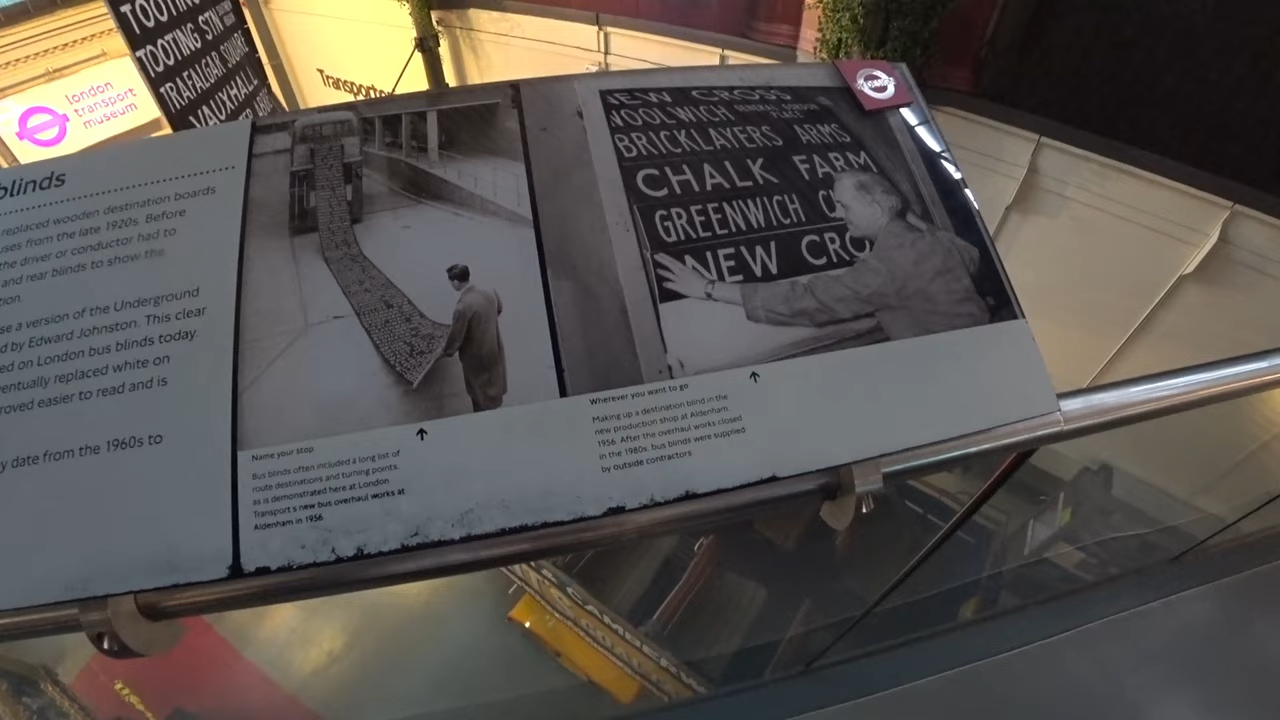 TOOTING
TOOTING STN
TRAFALGAR SQUARE
VAUXHALL
london
transport
museum
Transporte
blinds
replaced wooden destination boards
uses from the late 1920s. Before
the driver or conductor had to
and rear blinds to show the
tion.
se a version of the Underground
d by Edward Johnston. This clear
ed on London bus blinds today.
ventually replaced white on
roved easier to read and is
y date from the 1960s to
NEW CROSS
WOOLWICH GENERAL GORDON PLACE
BRICKLAYERS ARMS
CHALK FARM
GREENWICH C
NEW CRO
Name your stop
Bus blinds often included a long list of
route destinations and turning points,
as is demonstrated here at London
Transport's new bus overhaul works at
Aldenham in 1956
Wherever you want to go
Making up a destination blind in the
new production shop at Aldenham,
1956. After the overhaul works closed
in the 1980s, bus blinds were supplied
by outside contractors
CAMBERW